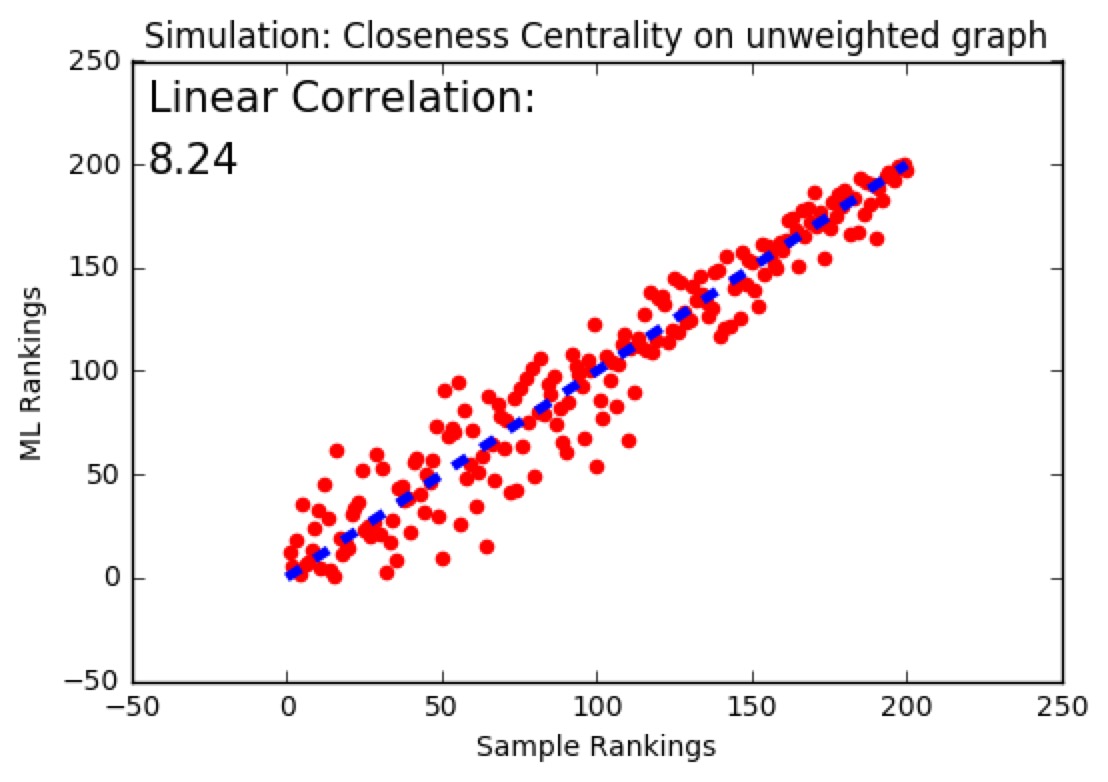 Simulation: Closeness Centrality on unweighted graph
Linear Correlation:
8.24
250
200
150
100
50
0
−50
ML Rankings
−50 0 50 100 150 200 250
Sample Rankings